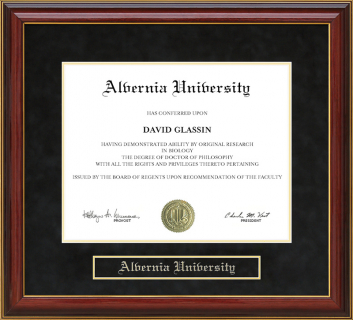 Alvernia University
HAS CONFERRED UPON
DAVID GLASSIN
HAVING DEMONSTRATED ABILITY BY ORIGINAL RESEARCH
IN BIOLOGY
THE DEGREE OF DOCTOR OF PHILOSOPHY
WITH ALL THE RIGHTS AND PRIVILEGES THERETO PERTAINING
ISSUED BY THE BOARD OF REGENTS UPON RECOMMENDATION OF THE FACULTY
PROVOST
PRESIDENT
Alvernia University